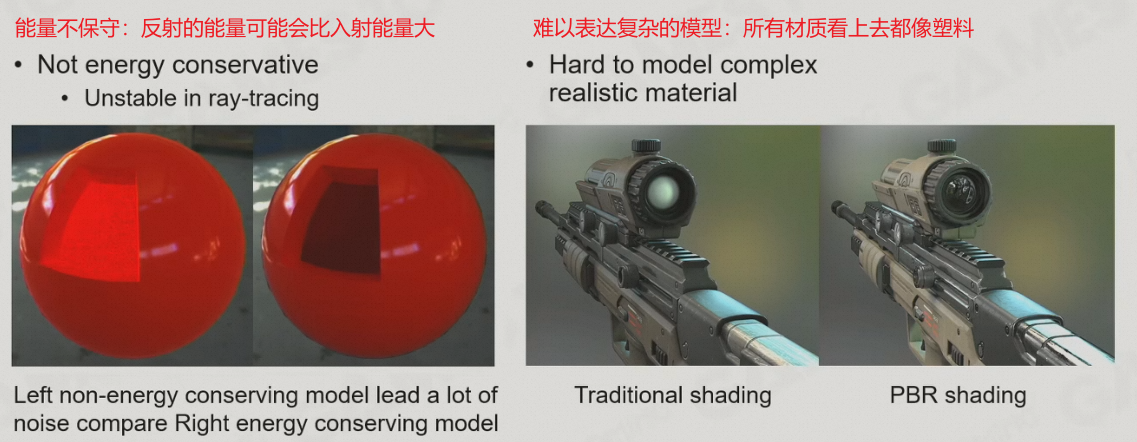 能量不保守：反射的能量可能会比入射能量大
• Not energy conservative
• Unstable in ray-tracing
Left non-energy conserving model lead a lot of
noise compare Right energy conserving model
难以表达复杂的模型：所有材质看上去都像塑料
• Hard to model complex
realistic material
Traditional shading
PBR shading